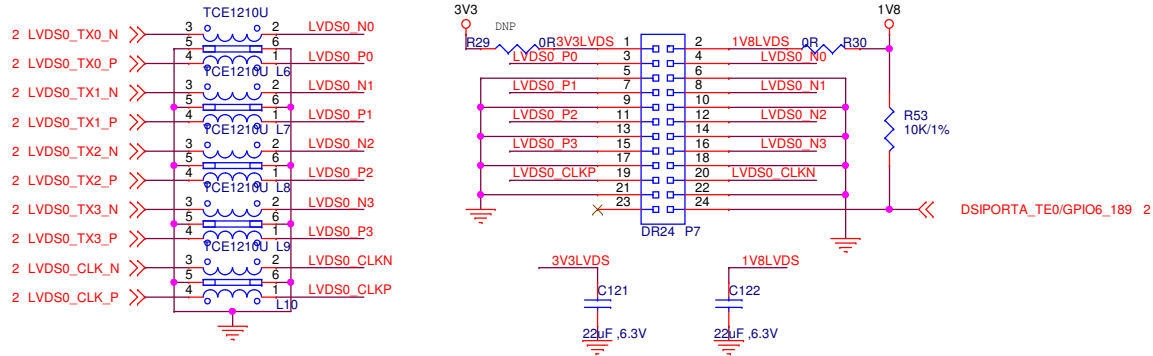 TCE1210U
2 LVDS0_TX0_N 3 2 LVDS0_N0
5 6
2 LVDS0_TX0_P 4 1 LVDS0_P0
TCE1210U L6
2 LVDS0_TX1_N 3 2 LVDS0_N1
5 6
2 LVDS0_TX1_P 4 1 LVDS0_P1
TCE1210U L7
2 LVDS0_TX2_N 3 2 LVDS0_N2
5 6
2 LVDS0_TX2_P 4 1 LVDS0_P2
TCE1210U L8
2 LVDS0_TX3_N 3 2 LVDS0_N3
5 6
2 LVDS0_TX3_P 4 1 LVDS0_P3
TCE1210U L9
2 LVDS0_CLK_N 3 2 LVDS0_CLKN
5 6
2 LVDS0_CLK_P 4 1 LVDS0_CLKP
L10
3V3 1V8
DNP
R29 0R 3V3LVDS 1 2 1V8LVDS 0R R30
LVDS0_P0 3 4 LVDS0_N0
5 6
LVDS0_P1 7 8 LVDS0_N1
9 10
LVDS0_P2 11 12 LVDS0_N2
13 14
LVDS0_P3 15 16 LVDS0_N3
17 18
LVDS0_CLKP 19 20 LVDS0_CLKN
21 22
23 24
DR24 P7
R53
10K/1%
DSIPORTA_TE0/GPIO6_189 2
3V3LVDS 1V8LVDS
C121 C122
22uF ,6.3V 22uF ,6.3V